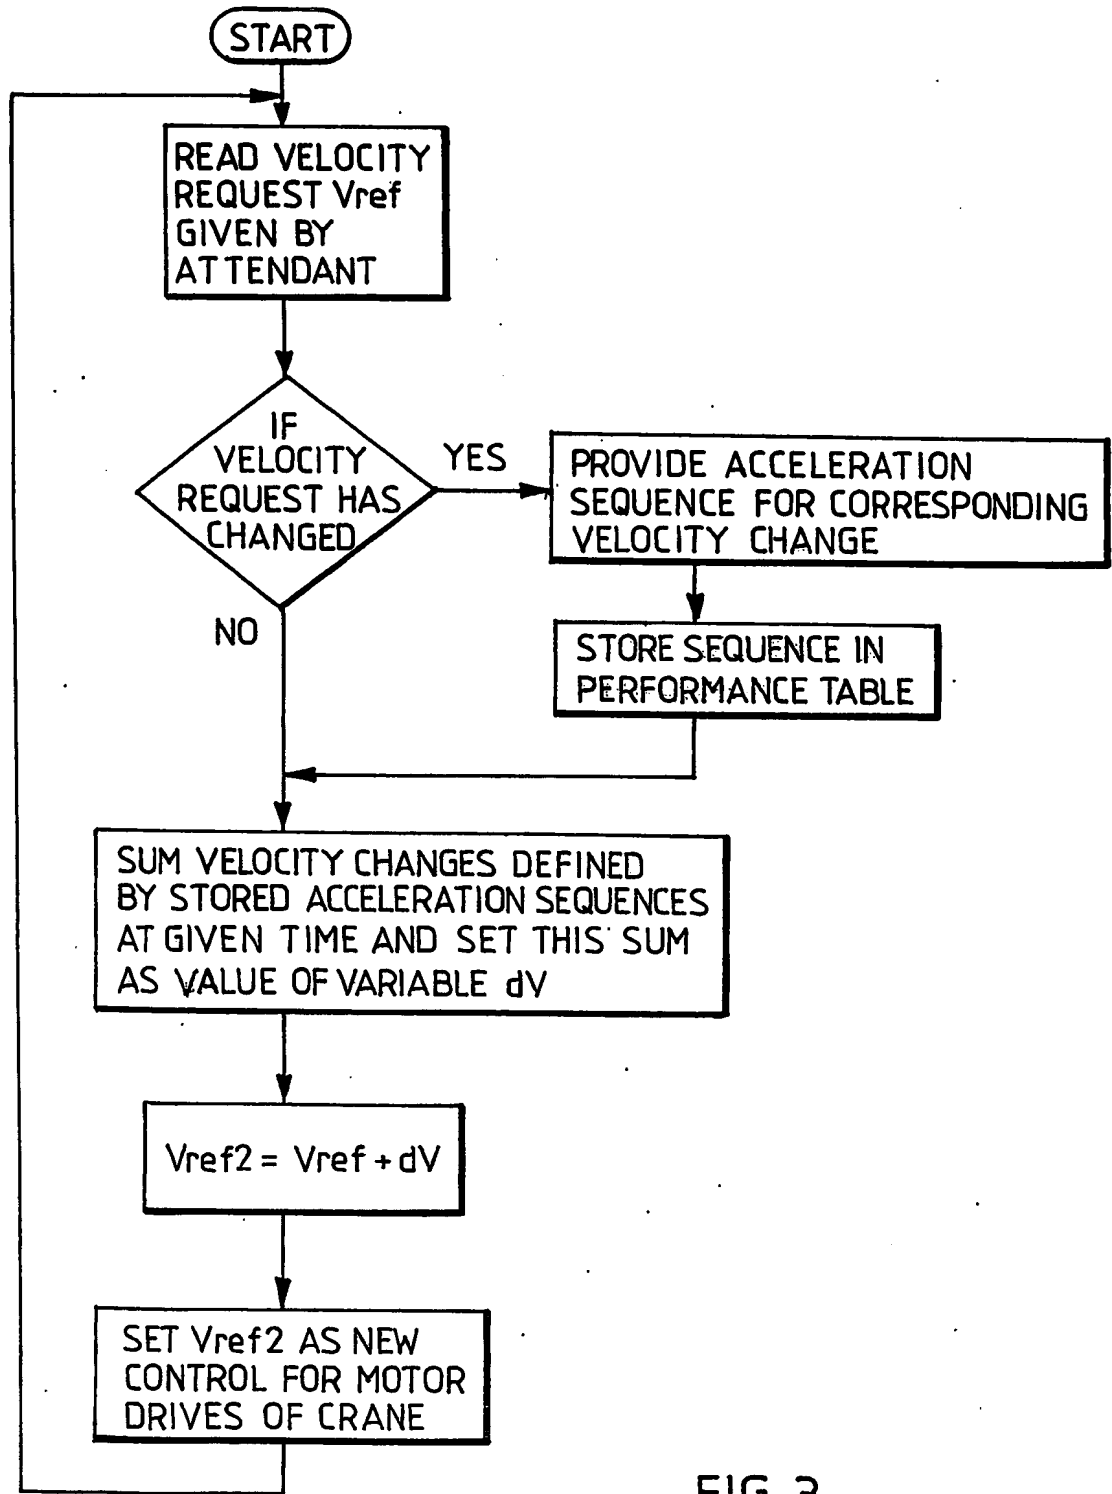 START
READ VELOCITY
REQUEST Vref
GIVEN BY
ATTENDANT
IF
VELOCITY
REQUEST HAS
CHANGED
YES
PROVIDE ACCELERATION
SEQUENCE FOR CORRESPONDING
VELOCITY CHANGE
NO
STORE SEQUENCE IN
PERFORMANCE TABLE
SUM VELOCITY CHANGES DEFINED
BY STORED ACCELERATION SEQUENCES
AT GIVEN TIME AND SET THIS SUM
AS VALUE OF VARIABLE dV
Vref2 = Vref + dV
SET Vref2 AS NEW
CONTROL FOR MOTOR
DRIVES OF CRANE